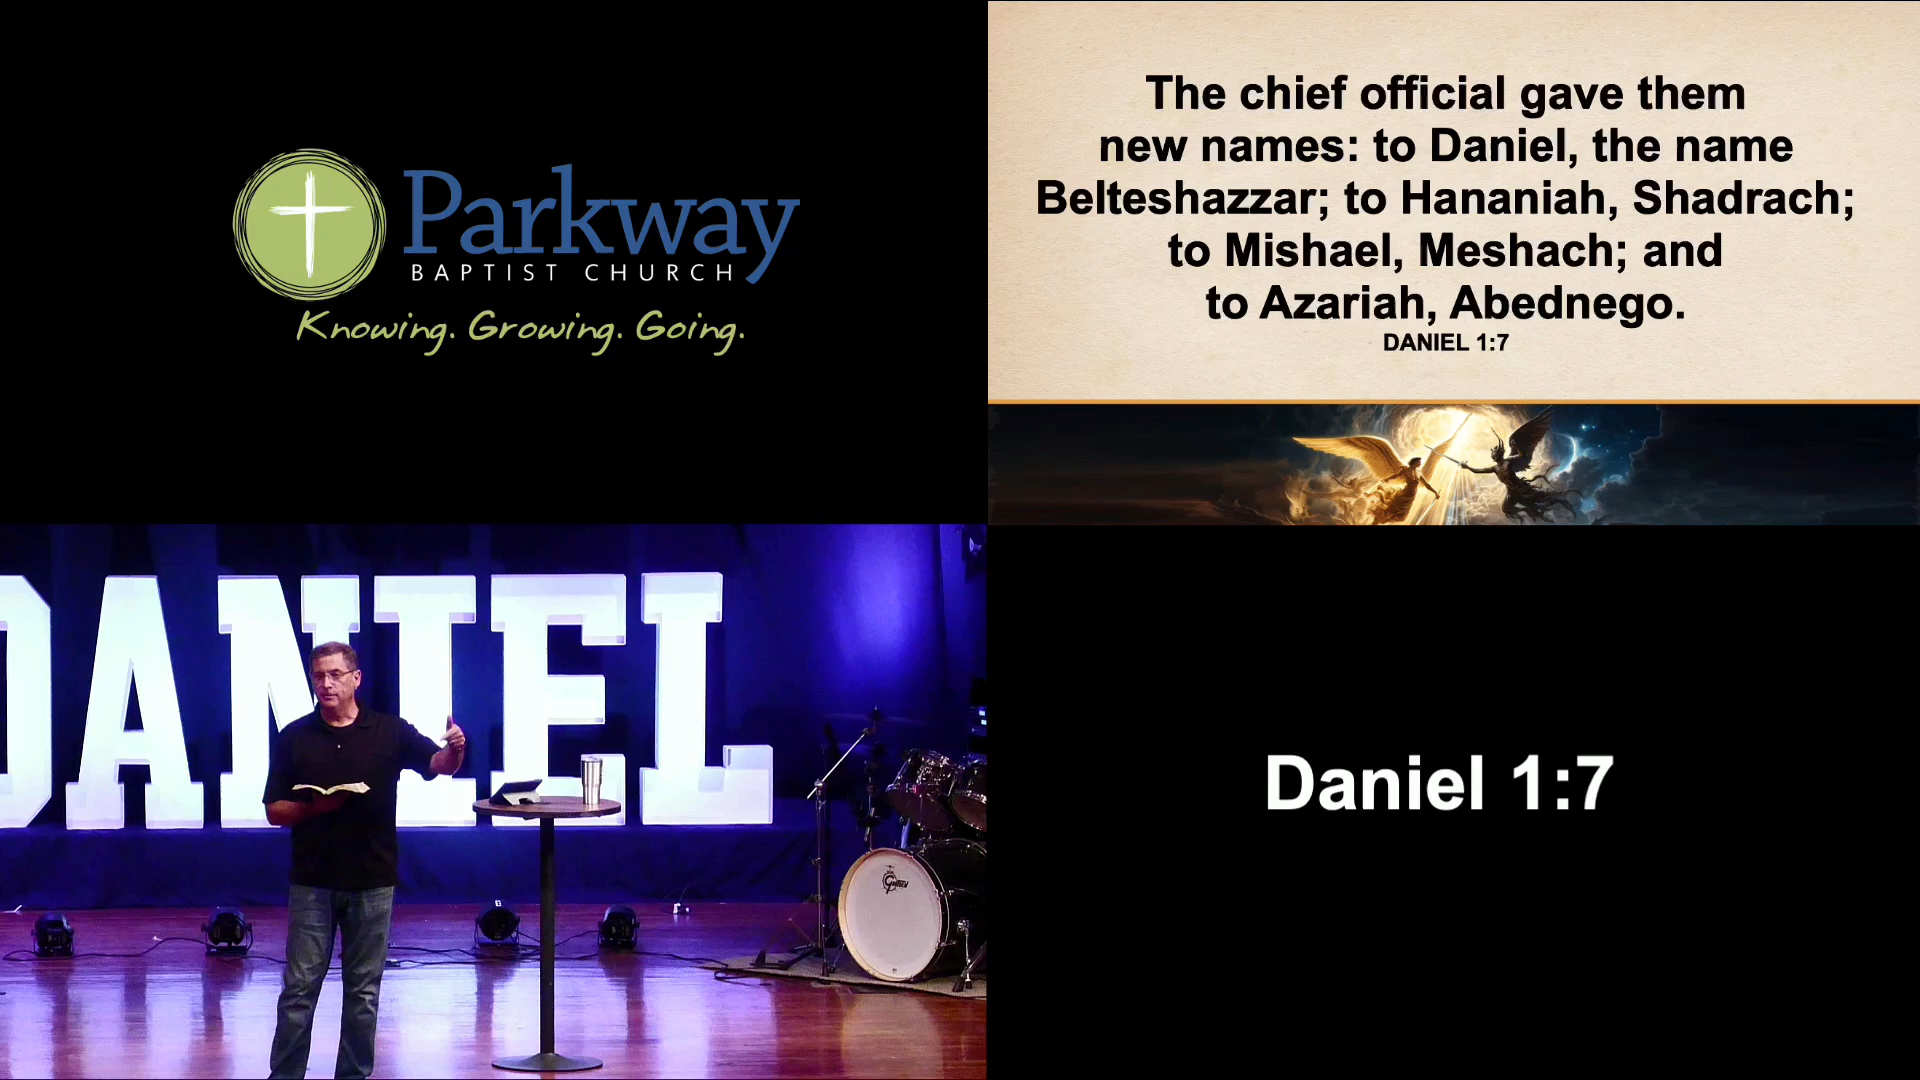 Parkway
BAPTIST CHURCH
Knowing. Growing. Going.
The chief official gave them
new names: to Daniel, the name
Belteshazzar; to Hananiah, Shadrach;
to Mishael, Meshach; and
to Azariah, Abednego.
DANIEL 1:7
DANIEL
Gretsch
Daniel 1:7